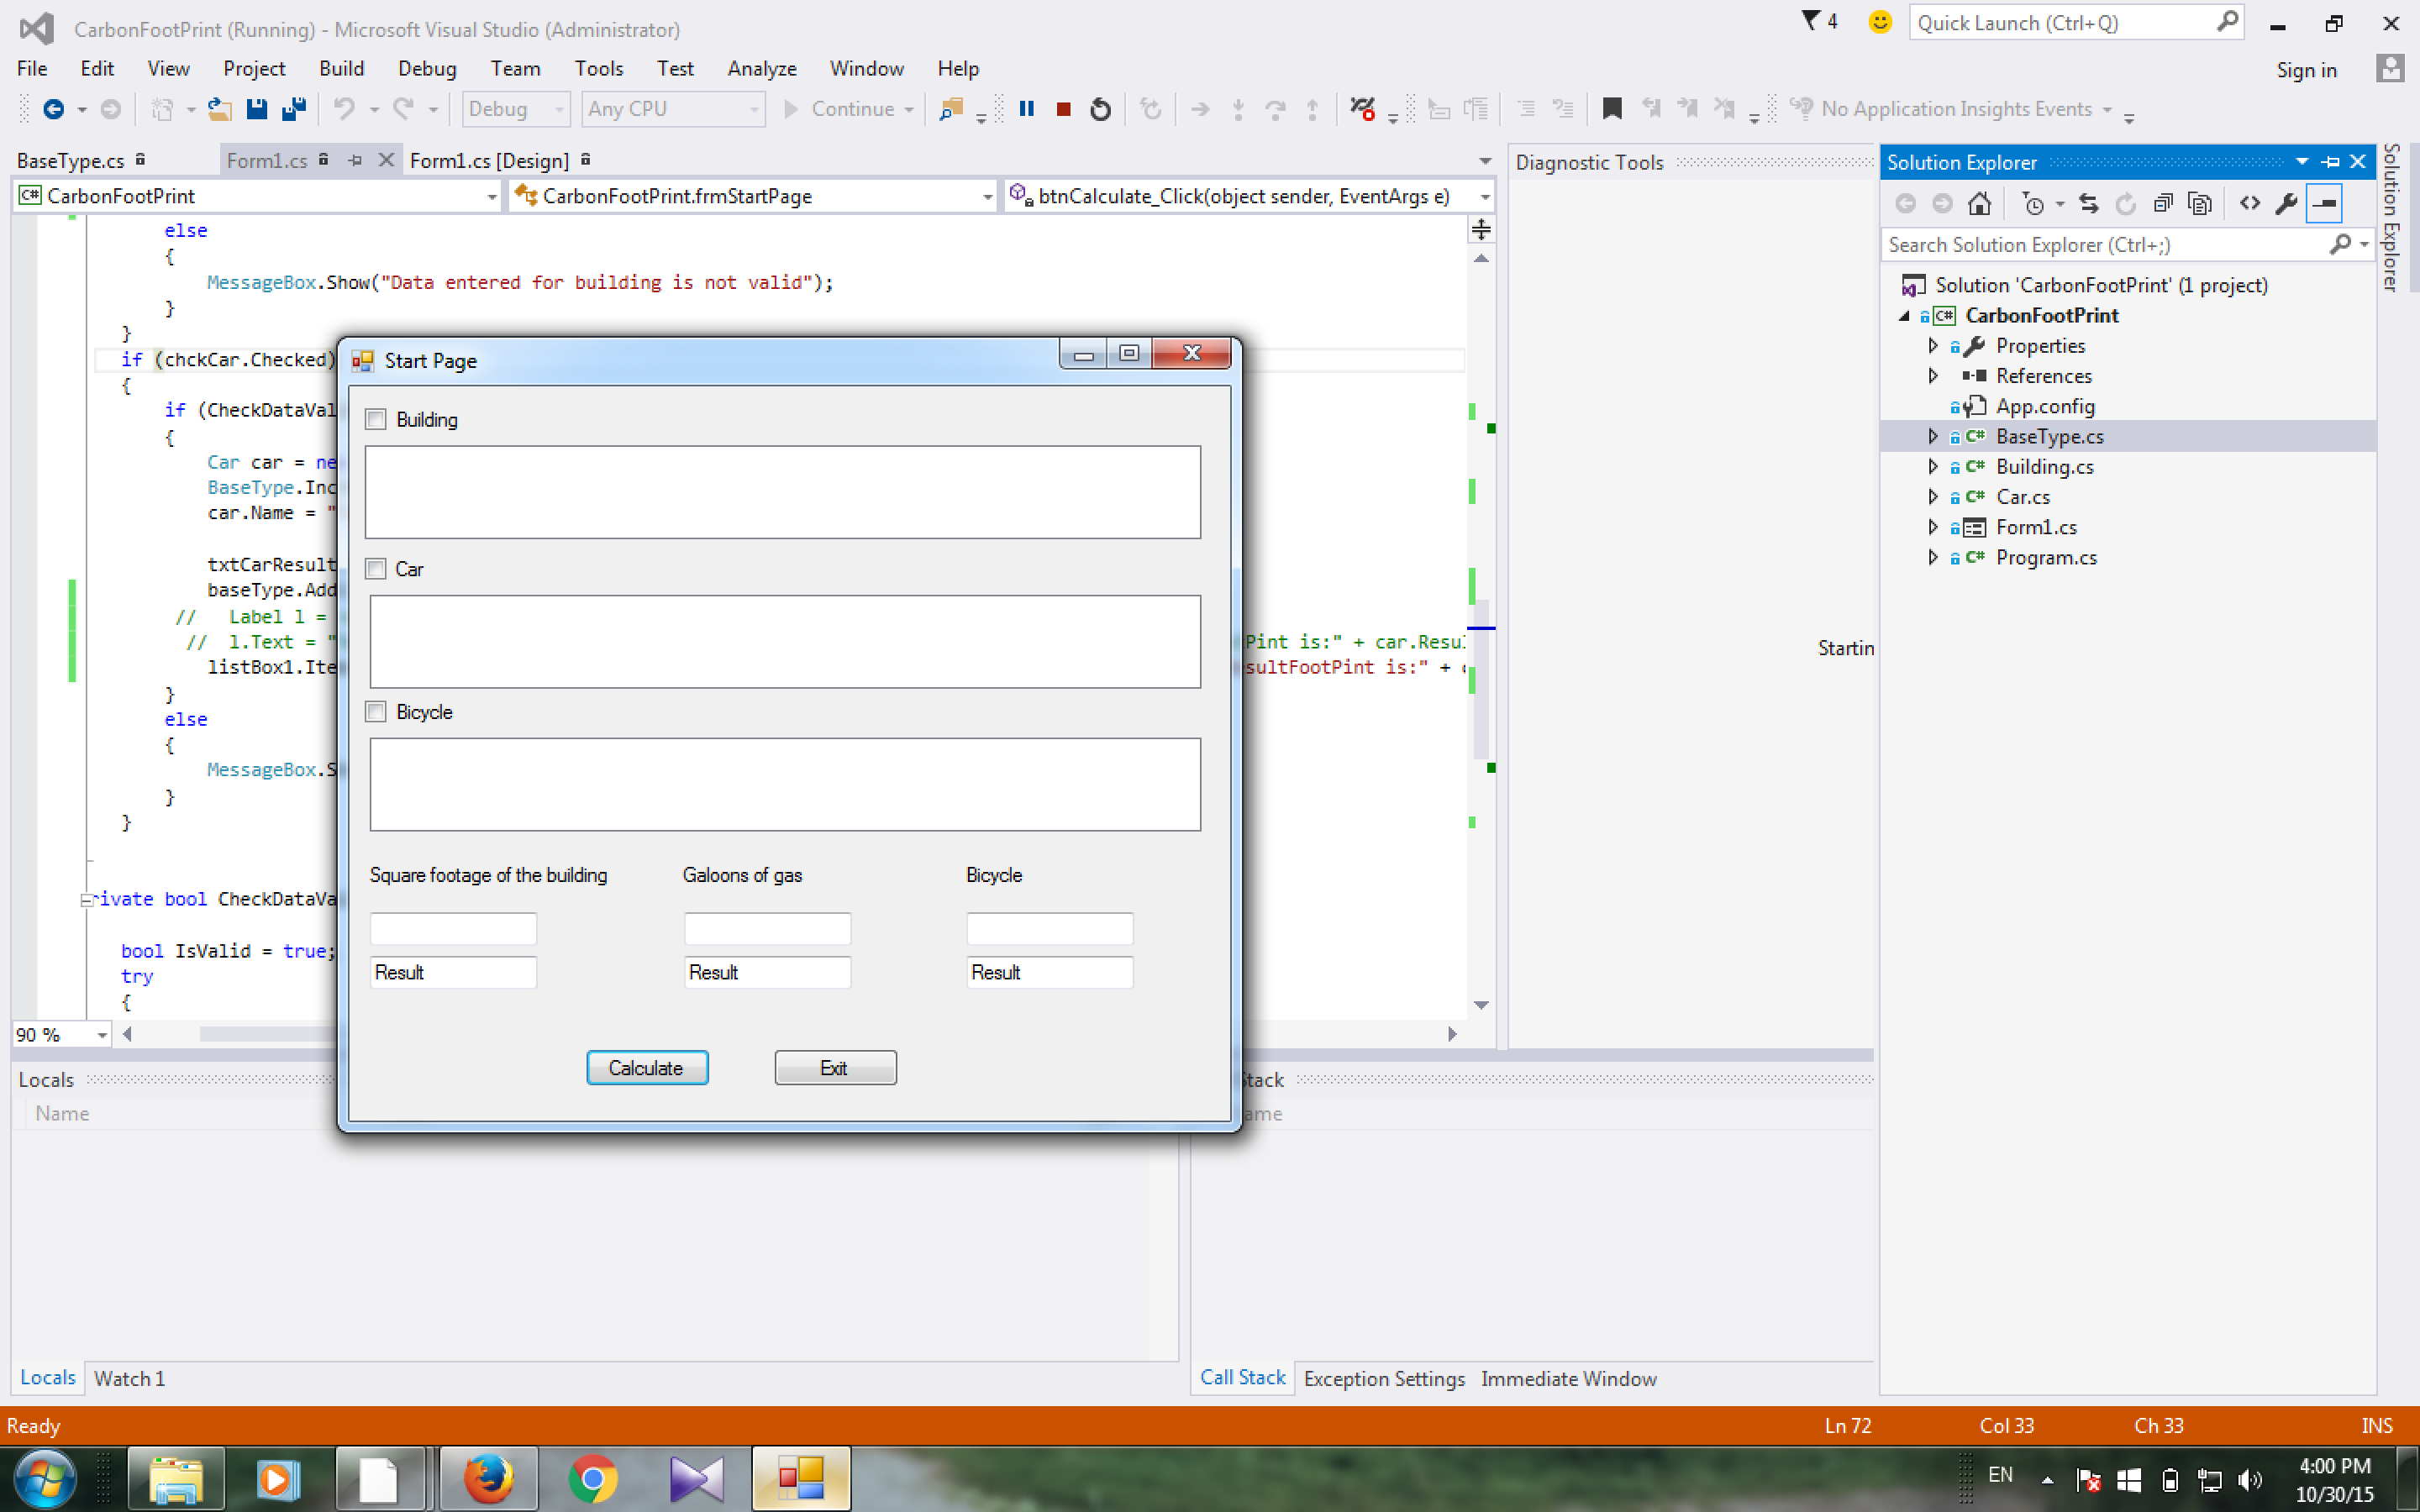 CarbonFootPrint (Running) - Microsoft Visual Studio (Administrator)
4
Quick Launch (Ctrl+Q)
File Edit View Project Build Debug Team Tools Test Analyze Window Help
Sign in
Debug Any CPU Continue No Application Insights Events
BaseType.cs Form1.cs Form1.cs [Design]
CarbonFootPrint CarbonFootPrint.frmStartPage btnCalculate_Click(object sender, EventArgs e)
else
{
MessageBox.Show("Data entered for building is not valid");
}
}
if (chckCar.Checked)
{
if (CheckDataVal
{
Car car = ne
BaseType.Inc
car.Name = "
txtCarResult
baseType.Add
// Label l =
// l.Text = " Pint is:" + car.Resul
listBox1.Ite sultFootPint is:" + c
}
else
{
MessageBox.S
}
}
rivate bool CheckDataVa
bool IsValid = true;
try
{
90 %
Start Page
Building
Car
Bicycle
Square footage of the building Galoons of gas Bicycle
Result Result Result
Calculate Exit
Diagnostic Tools
Startin
Solution Explorer
Search Solution Explorer (Ctrl+;)
Solution 'CarbonFootPrint' (1 project)
C# CarbonFootPrint
Properties
References
App.config
C# BaseType.cs
C# Building.cs
C# Car.cs
Form1.cs
C# Program.cs
Solution Explorer
Locals
Name
Stack
ame
Locals Watch 1
Call Stack Exception Settings Immediate Window
Ready Ln 72 Col 33 Ch 33 INS
EN
4:00 PM
10/30/15